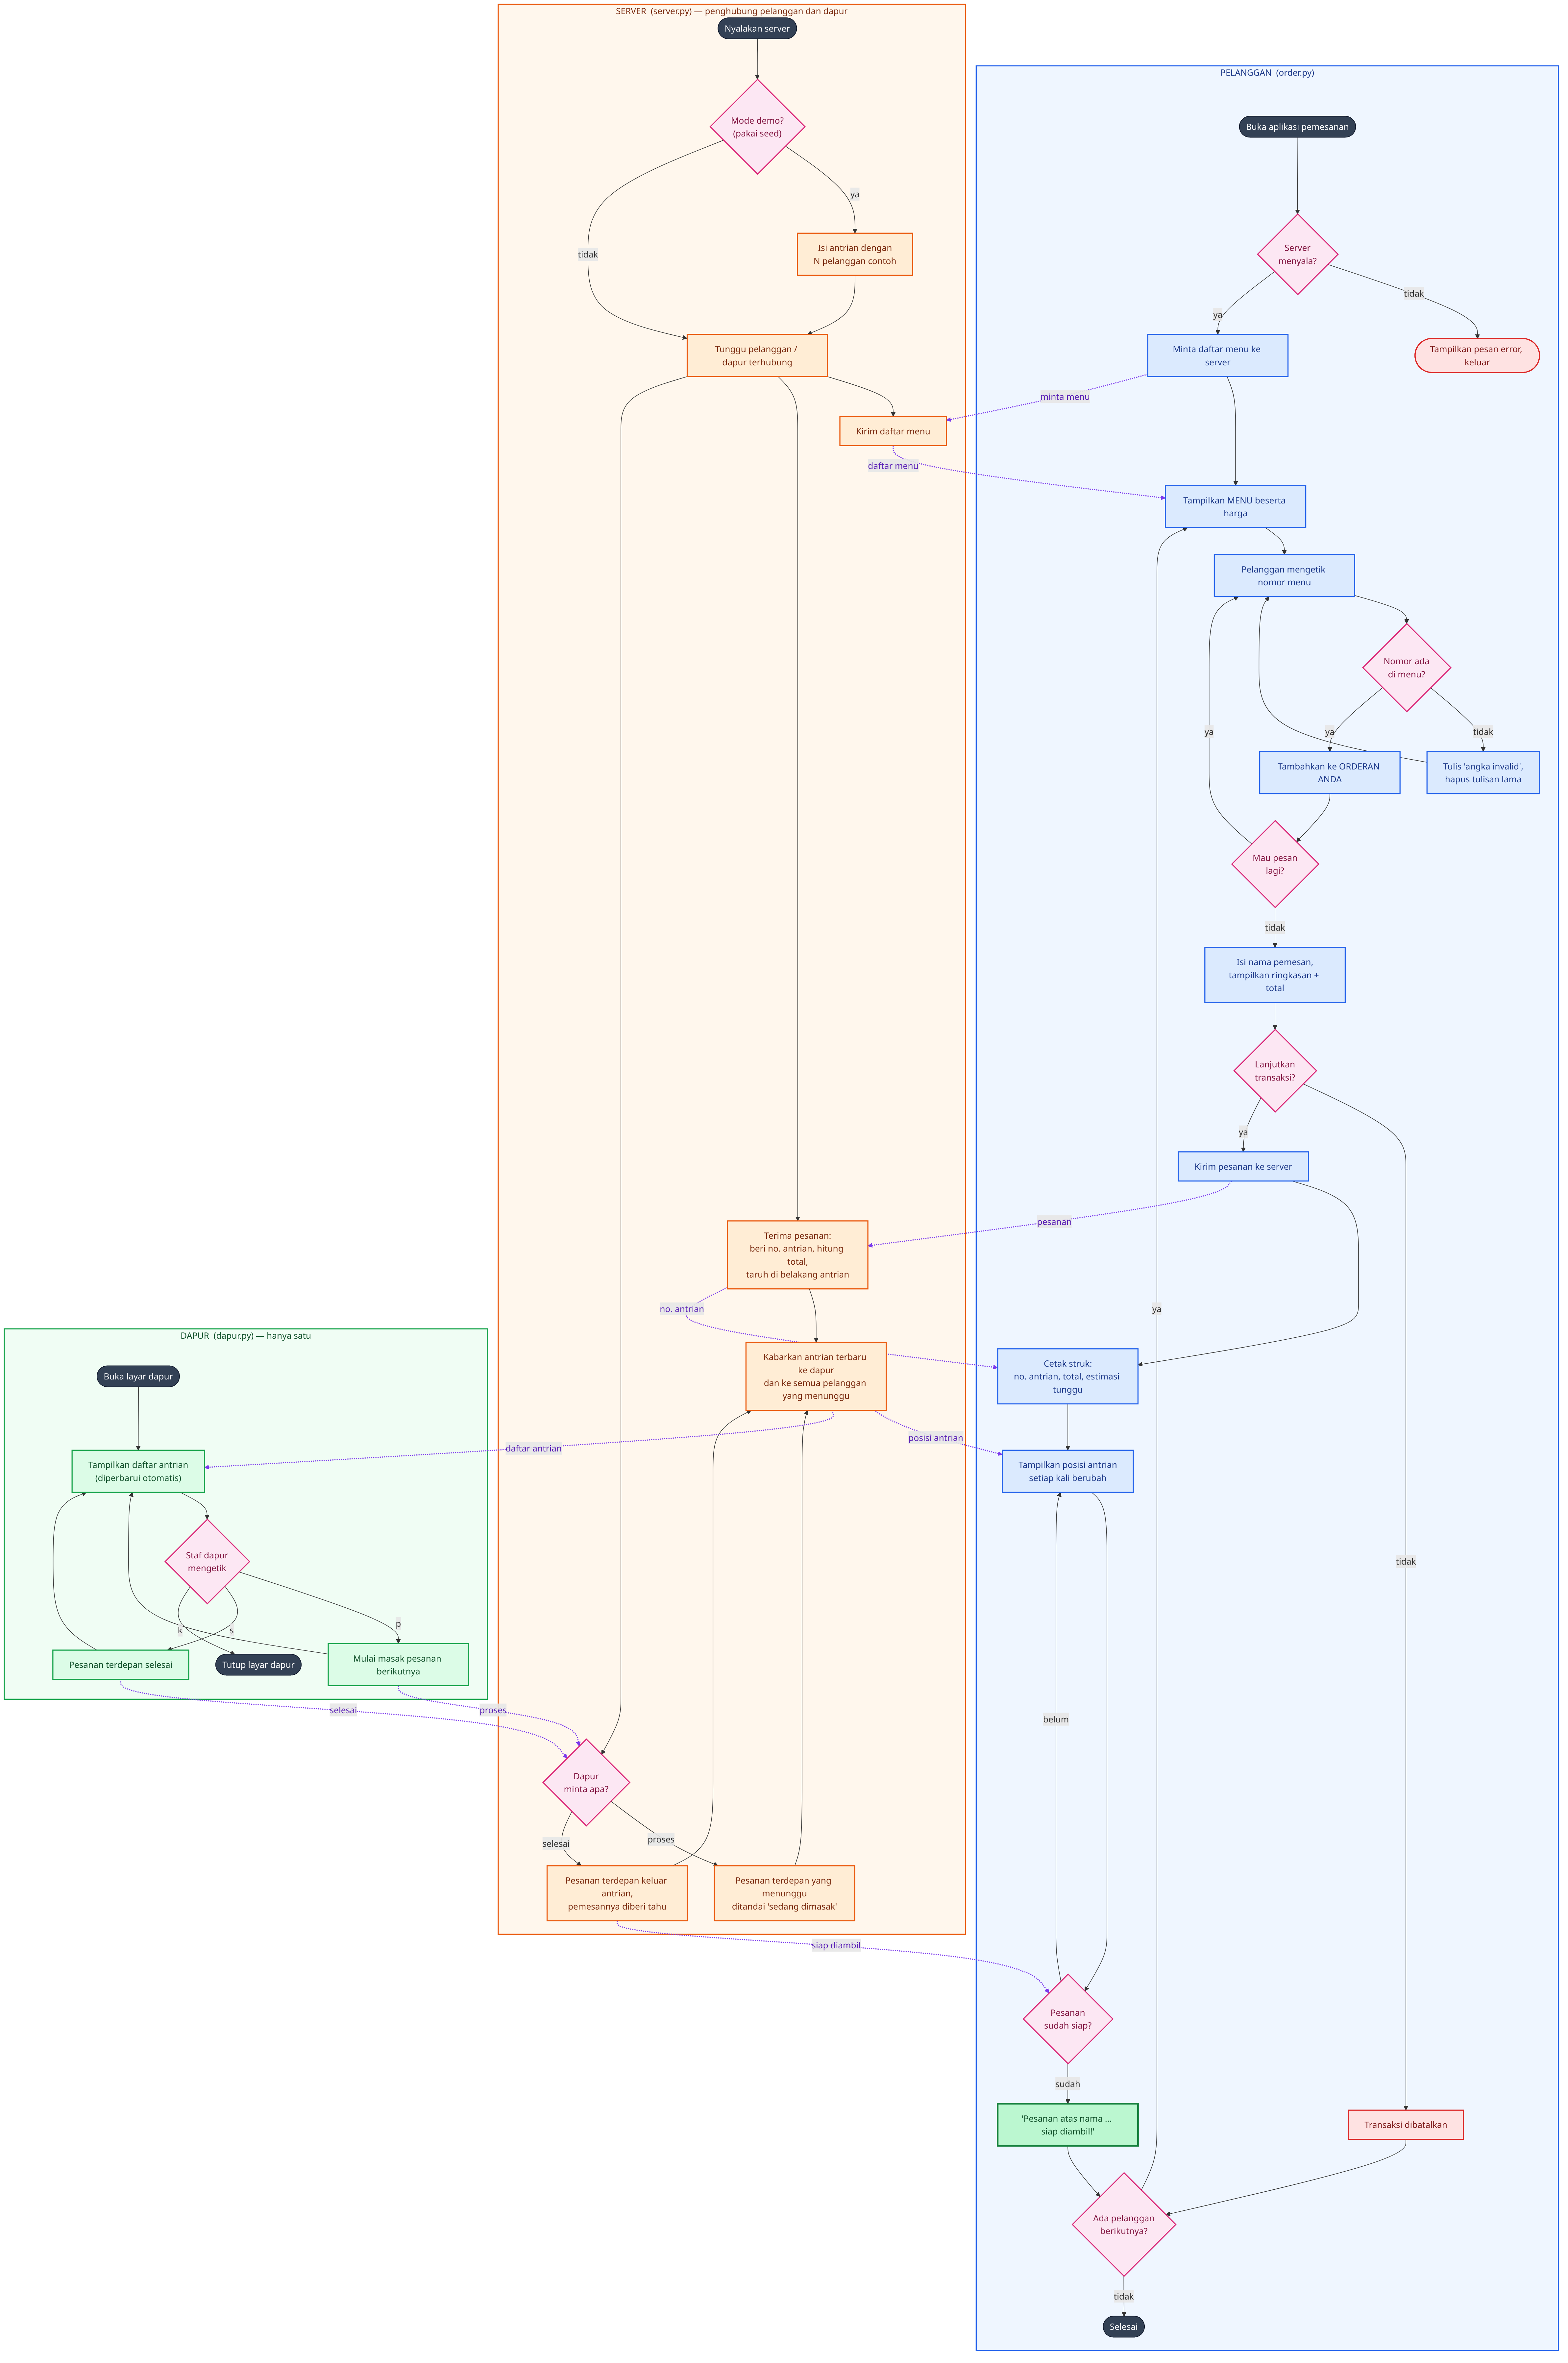 SERVER (server.py) — penghubung pelanggan dan dapur
Nyalakan server
Mode demo?
(pakai seed)
ya
tidak
Isi antrian dengan
N pelanggan contoh
Tunggu pelanggan /
dapur terhubung
Kirim daftar menu
minta menu
daftar menu
Terima pesanan:
beri no. antrian, hitung
total,
taruh di belakang antrian
pesanan
no. antrian
Kabarkan antrian terbaru
ke dapur
dan ke semua pelanggan
yang menunggu
daftar antrian
posisi antrian
Dapur
minta apa?
selesai
proses
Pesanan terdepan keluar
antrian,
pemesannya diberi tahu
Pesanan terdepan yang
menunggu
ditandai 'sedang dimasak'
siap diambil
PELANGGAN (order.py)
Buka aplikasi pemesanan
Server
menyala?
ya
tidak
Minta daftar menu ke
server
Tampilkan pesan error,
keluar
Tampilkan MENU beserta
harga
Pelanggan mengetik
nomor menu
Nomor ada
di menu?
ya
tidak
ya
Tambahkan ke ORDERAN
ANDA
Tulis 'angka invalid',
hapus tulisan lama
Mau pesan
lagi?
tidak
Isi nama pemesan,
tampilkan ringkasan +
total
Lanjutkan
transaksi?
ya
Kirim pesanan ke server
ya
Cetak struk:
no. antrian, total, estimasi
tunggu
Tampilkan posisi antrian
setiap kali berubah
tidak
belum
Pesanan
sudah siap?
sudah
'Pesanan atas nama ...
siap diambil!'
Transaksi dibatalkan
Ada pelanggan
berikutnya?
tidak
Selesai
DAPUR (dapur.py) — hanya satu
Buka layar dapur
Tampilkan daftar antrian
(diperbarui otomatis)
Staf dapur
mengetik
k
s
p
Pesanan terdepan selesai
Tutup layar dapur
Mulai masak pesanan
berikutnya
selesai
proses